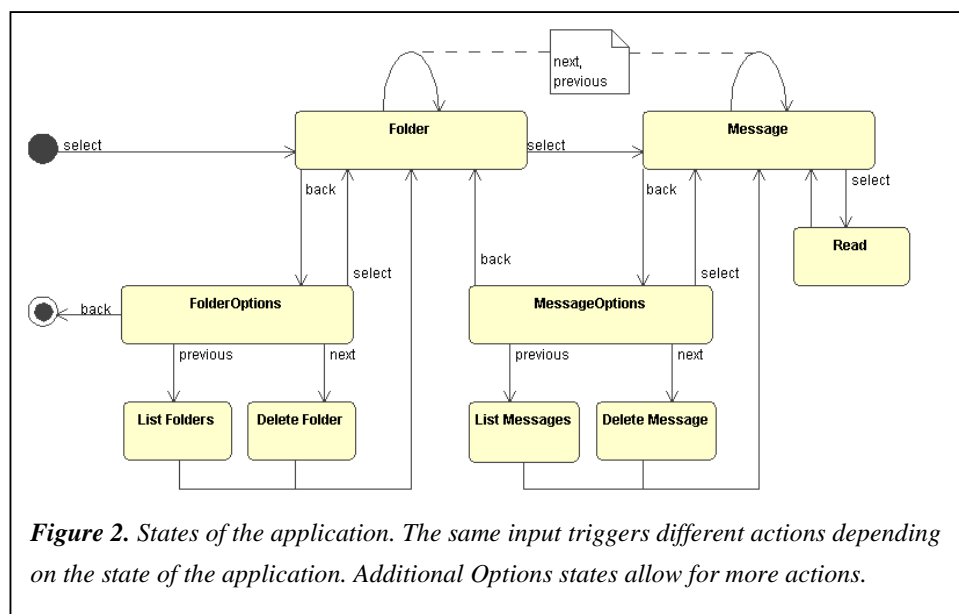 next,
previous
Folder
Message
select
select
back
back
select
Read
select
back
select
FolderOptions
MessageOptions
back
previous
next
previous
next
List Folders
Delete Folder
List Messages
Delete Message
Figure 2. States of the application. The same input triggers different actions depending
on the state of the application. Additional Options states allow for more actions.